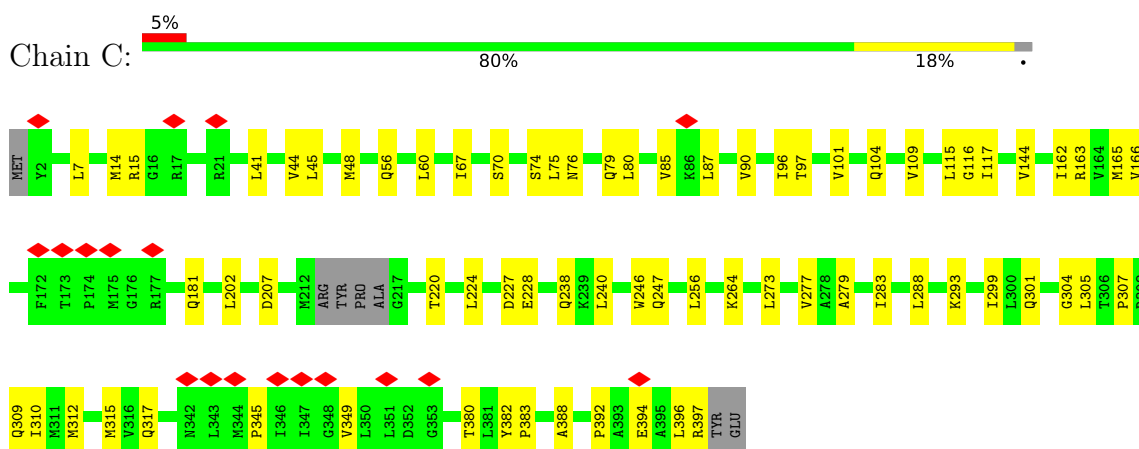 5%
Chain C:
80% 18% •
MET Y2 L7 M14 R15 G16 R17 R21 L41 V44 L45 M48 Q56 L60 I67 S70 S74 L75 N76 Q79 L80 V85 K86 L87 V90 I96 T97 V101 Q104 V109 L115 G116 I117 V144 I162 R163 V164 M165 V166
F172 T173 P174 M175 G176 R177 Q181 L202 D207 M212 ARG TYR PRO ALA G217 T220 L224 D227 E228 Q238 K239 L240 W246 Q247 L256 K264 L273 V277 A278 A279 I283 L288 K293 I299 L300 Q301 G304 L305 T306 P307
Q309 I310 M311 M312 M315 V316 Q317 N342 L343 M344 P345 I346 I347 G348 V349 L350 L351 D352 G353 T380 L381 Y382 P383 A388 P392 A393 E394 A395 L396 R397 TYR GLU